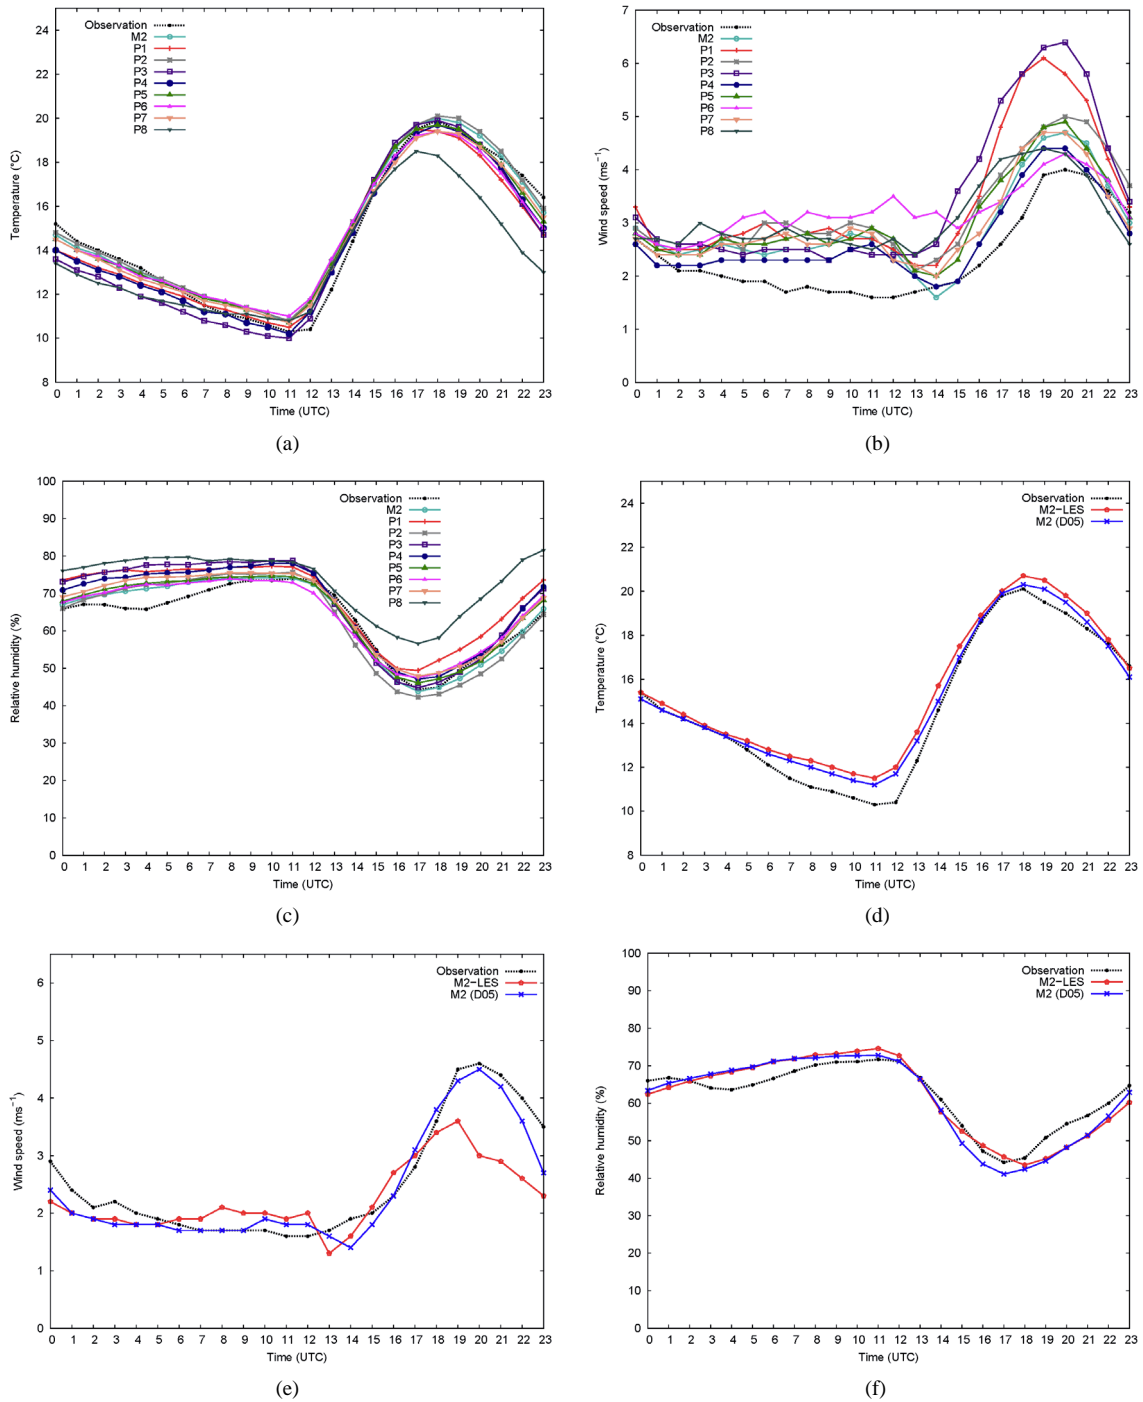 Temperature (°C)
25
24
22
20
18
16
14
12
10
8
Observation
M2
P1
P2
P3
P4
P5
P6
P7
P8
0 1 2 3 4 5 6 7 8 9 10 11 12 13 14 15 16 17 18 19 20 21 22 23
Time (UTC)
(a)
Wind speed (ms−1)
7
6
5
4
3
2
1
0
Observation
M2
P1
P2
P3
P4
P5
P6
P7
P8
0 1 2 3 4 5 6 7 8 9 10 11 12 13 14 15 16 17 18 19 20 21 22 23
Time (UTC)
(b)
Relative humidity (%)
100
90
80
70
60
50
40
30
20
10
0
Observation
M2
P1
P2
P3
P4
P5
P6
P7
P8
0 1 2 3 4 5 6 7 8 9 10 11 12 13 14 15 16 17 18 19 20 21 22 23
Time (UTC)
(c)
Temperature (°C)
24
22
20
18
16
14
12
10
8
Observation
M2−LES
M2 (D05)
0 1 2 3 4 5 6 7 8 9 10 11 12 13 14 15 16 17 18 19 20 21 22 23
Time (UTC)
(d)
Wind speed (ms−1)
6
5
4
3
2
1
0
Observation
M2−LES
M2 (D05)
0 1 2 3 4 5 6 7 8 9 10 11 12 13 14 15 16 17 18 19 20 21 22 23
Time (UTC)
(e)
Relative humidity (%)
100
90
80
70
60
50
40
30
20
10
0
Observation
M2−LES
M2 (D05)
0 1 2 3 4 5 6 7 8 9 10 11 12 13 14 15 16 17 18 19 20 21 22 23
Time (UTC)
(f)